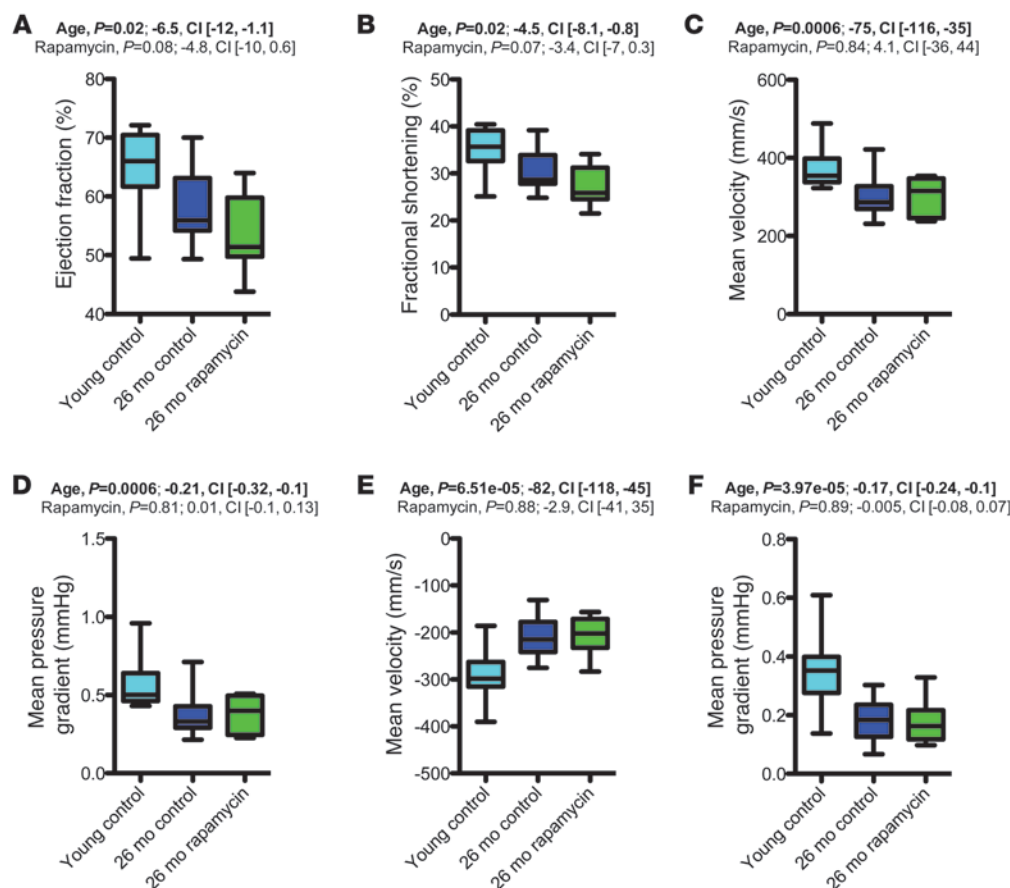 A
Age, P=0.02; -6.5, CI [-12, -1.1]
Rapamycin, P=0.08; -4.8, CI [-10, 0.6]
80
70
60
50
40
Ejection fraction (%)
Young control
26 mo control
26 mo rapamycin
B
Age, P=0.02; -4.5, CI [-8.1, -0.8]
Rapamycin, P=0.07; -3.4, CI [-7, 0.3]
50
40
30
20
10
0
Fractional shortening (%)
Young control
26 mo control
26 mo rapamycin
C
Age, P=0.0006; -75, CI [-116, -35]
Rapamycin, P=0.84; 4.1, CI [-36, 44]
600
400
200
0
Mean velocity (mm/s)
Young control
26 mo control
26 mo rapamycin
D
Age, P=0.0006; -0.21, CI [-0.32, -0.1]
Rapamycin, P=0.81; 0.01, CI [-0.1, 0.13]
1.5
1.0
0.5
0.0
Mean pressure
gradient (mmHg)
Young control
26 mo control
26 mo rapamycin
E
Age, P=6.51e-05; -82, CI [-118, -45]
Rapamycin, P=0.88; -2.9, CI [-41, 35]
0
-100
-200
-300
-400
-500
Mean velocity (mm/s)
Young control
26 mo control
26 mo rapamycin
F
Age, P=3.97e-05; -0.17, CI [-0.24, -0.1]
Rapamycin, P=0.89; -0.005, CI [-0.08, 0.07]
0.8
0.6
0.4
0.2
0.0
Mean pressure
gradient (mmHg)
Young control
26 mo control
26 mo rapamycin